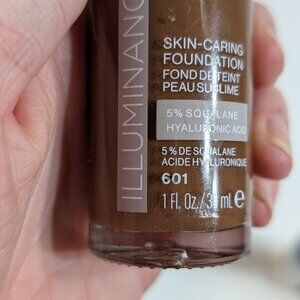 ILLUMINANC
SKIN-CARING
FOUNDATION
FOND DE TEINT
PEAU SUBLIME
5% SQUALANE
HYALURONIC ACID
5% DE SQUALANE
ACIDE HYALURONIQUE
601
1 FL. Oz./30 mL e